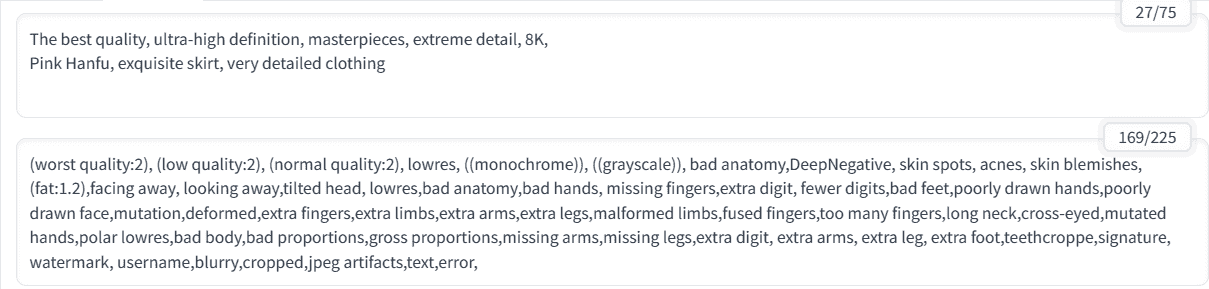 27/75
The best quality, ultra-high definition, masterpieces, extreme detail, 8K,
Pink Hanfu, exquisite skirt, very detailed clothing
169/225
(worst quality:2), (low quality:2), (normal quality:2), lowres, ((monochrome)), ((grayscale)), bad anatomy,DeepNegative, skin spots, acnes, skin blemishes,
(fat:1.2),facing away, looking away,tilted head, lowres,bad anatomy,bad hands, missing fingers,extra digit, fewer digits,bad feet,poorly drawn hands,poorly
drawn face,mutation,deformed,extra fingers,extra limbs,extra arms,extra legs,malformed limbs,fused fingers,too many fingers,long neck,cross-eyed,mutated
hands,polar lowres,bad body,bad proportions,gross proportions,missing arms,missing legs,extra digit, extra arms, extra leg, extra foot,teethcroppe,signature,
watermark, username,blurry,cropped,jpeg artifacts,text,error,